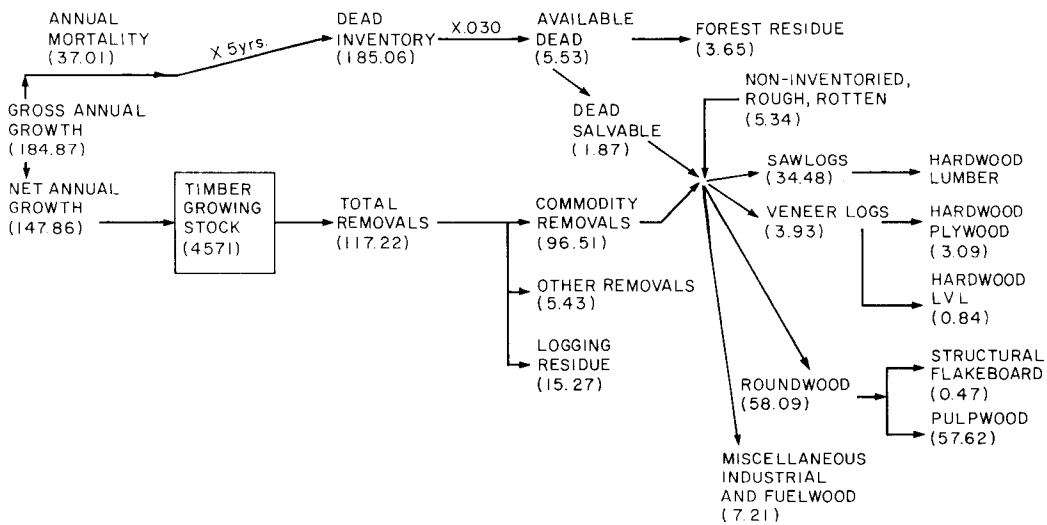 ANNUAL
MORTALITY
(37.01)
X 5yrs.
DEAD
INVENTORY
(185.06)
X.030
AVAILABLE
DEAD
(5.53)
FOREST RESIDUE
(3.65)
GROSS ANNUAL
GROWTH
(184.87)
DEAD
SALVABLE
(1.87)
NON-INVENTORIED,
ROUGH, ROTTEN
(5.34)
NET ANNUAL
GROWTH
(147.86)
TIMBER
GROWING
STOCK
(4571)
TOTAL
REMOVALS
(117.22)
COMMODITY
REMOVALS
(96.51)
OTHER REMOVALS
(5.43)
LOGGING
RESIDUE
(15.27)
SAWLOGS
(34.48)
HARDWOOD
LUMBER
VENEER LOGS
(3.93)
HARDWOOD
PLYWOOD
(3.09)
HARDWOOD
LVL
(0.84)
ROUNDWOOD
(58.09)
STRUCTURAL
FLAKEBOARD
(0.47)
PULPWOOD
(57.62)
MISCELLANEOUS
INDUSTRIAL
AND FUELWOOD
(7.21)